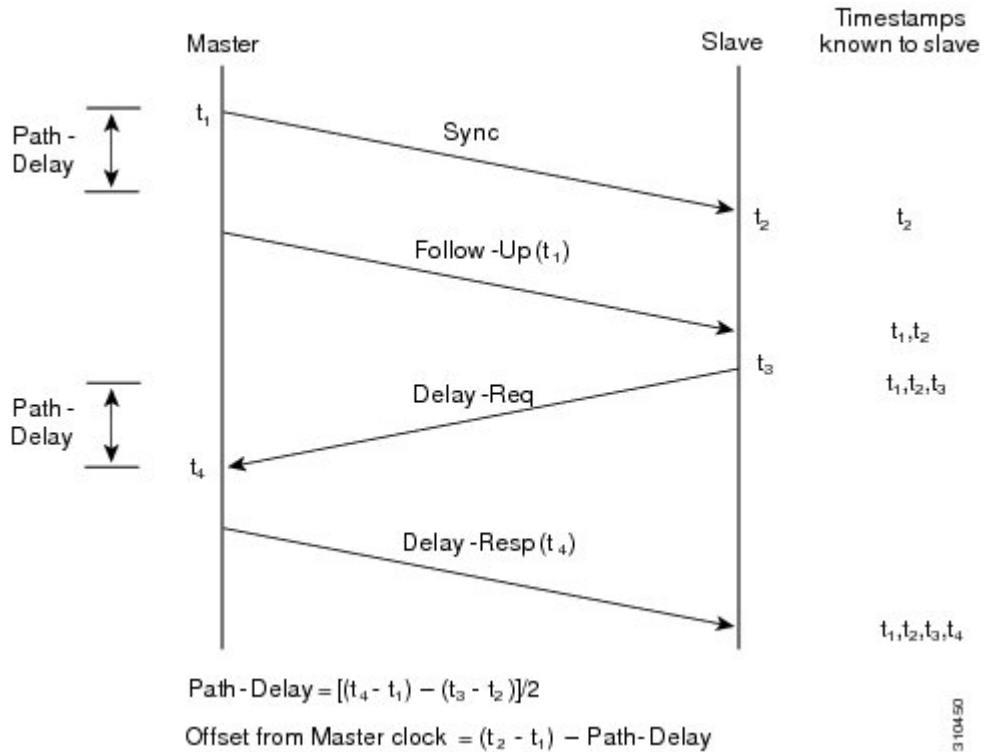 Timestamps
known to slave
Master
Slave
t₁
Sync
Path -
Delay
t₂
t₂
Follow -Up (t₁)
t₁,t₂
t₃
t₁,t₂,t₃
Delay -Req
Path -
Delay
t₄
Delay -Resp (t₄)
t₁,t₂,t₃,t₄
Path - Delay = [(t₄ - t₁) – (t₃ - t₂)]/2
Offset from Master clock = (t₂ - t₁) – Path - Delay
310450